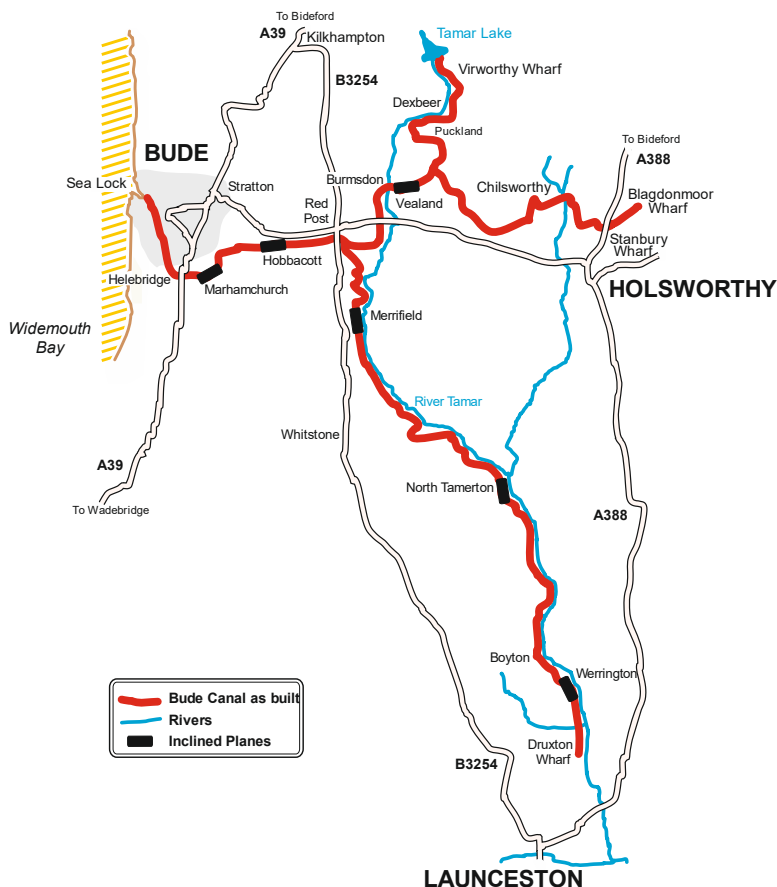 To Bideford
A39
Kilkhampton
Tamar Lake
B3254
Virworthy Wharf
Dexbeer
Puckland
To Bideford
A388
BUDE
Sea Lock
Stratton
Burmsdon
Chilsworthy
Vealand
Blagdonmoor
Wharf
Red
Post
Stanbury
Wharf
Hobbacott
Helebridge
Marhamchurch
HOLSWORTHY
Widemouth
Bay
Merrifield
River Tamar
Whitstone
A39
To Wadebridge
North Tamerton
A388
Boyton
Werrington
Bude Canal as built
Rivers
Inclined Planes
Druxton
Wharf
B3254
LAUNCESTON